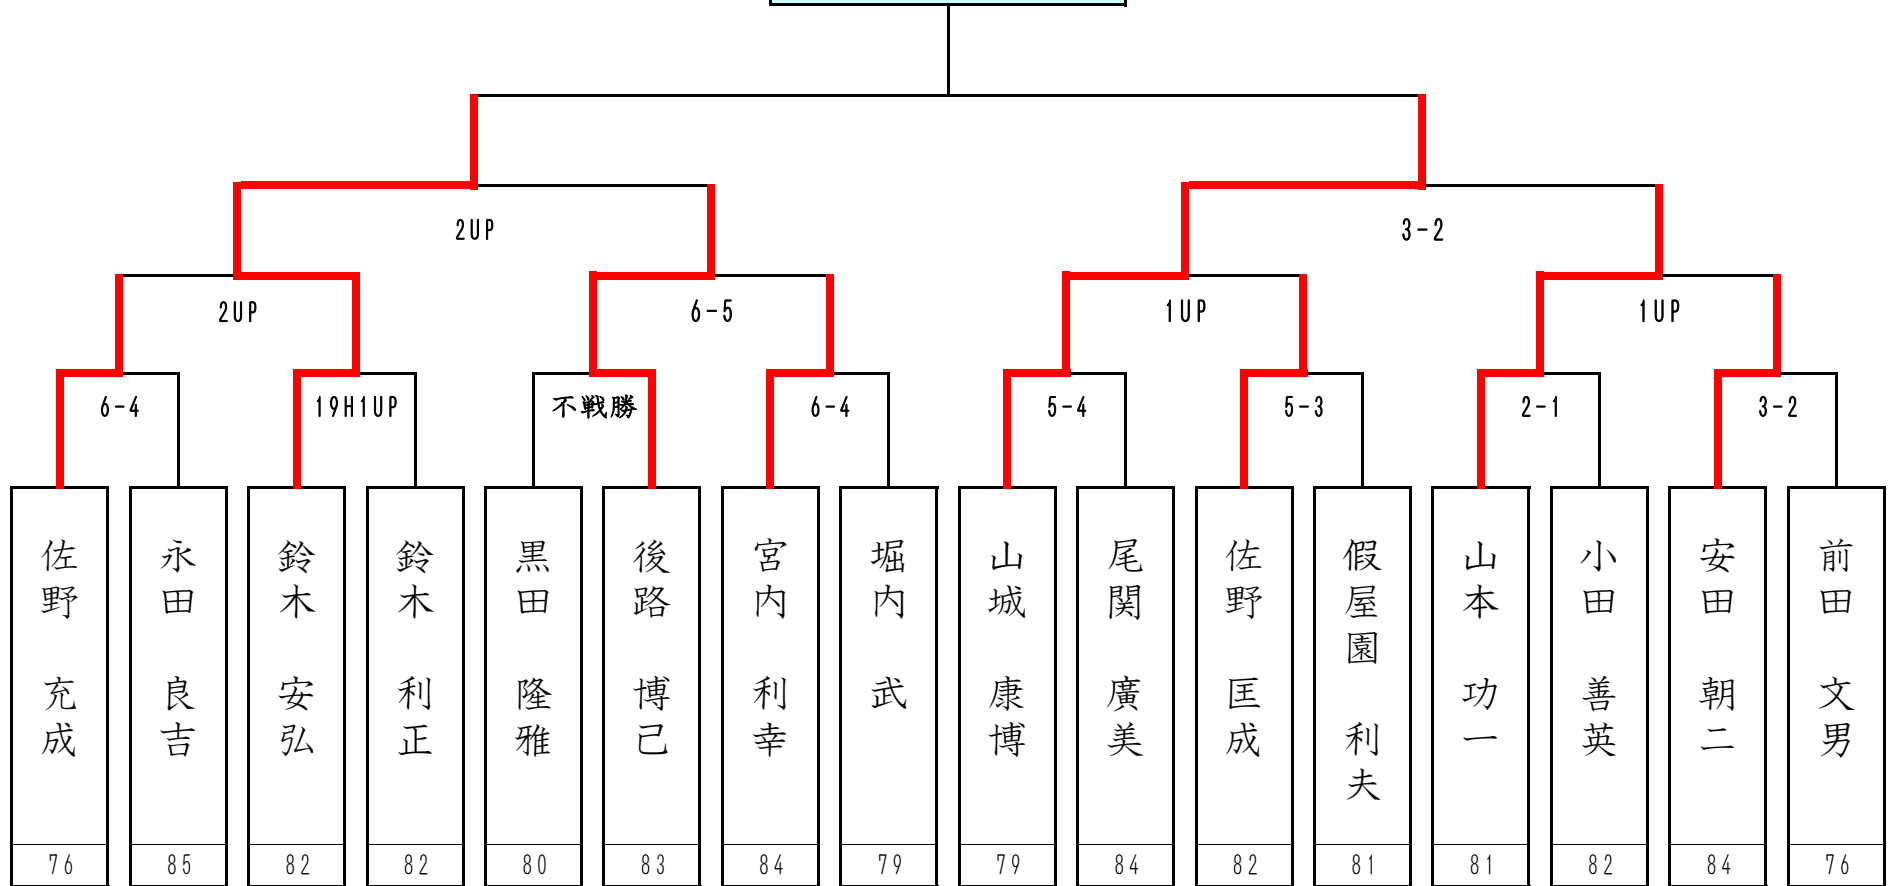 2UP
3-2
2UP
6-5
1UP
1UP
6-4
19H1UP
不戦勝
6-4
5-4
5-3
2-1
3-2
佐野 充成
永田 良吉
鈴木 安弘
鈴木 利正
黒田 隆雅
後路 博己
宮内 利幸
堀内 武
山城 康博
尾関 廣美
佐野 匡成
假屋園 利夫
山本 功一
小田 善英
安田 朝二
前田 文男
76
85
82
82
80
83
84
79
79
84
82
81
81
82
84
76